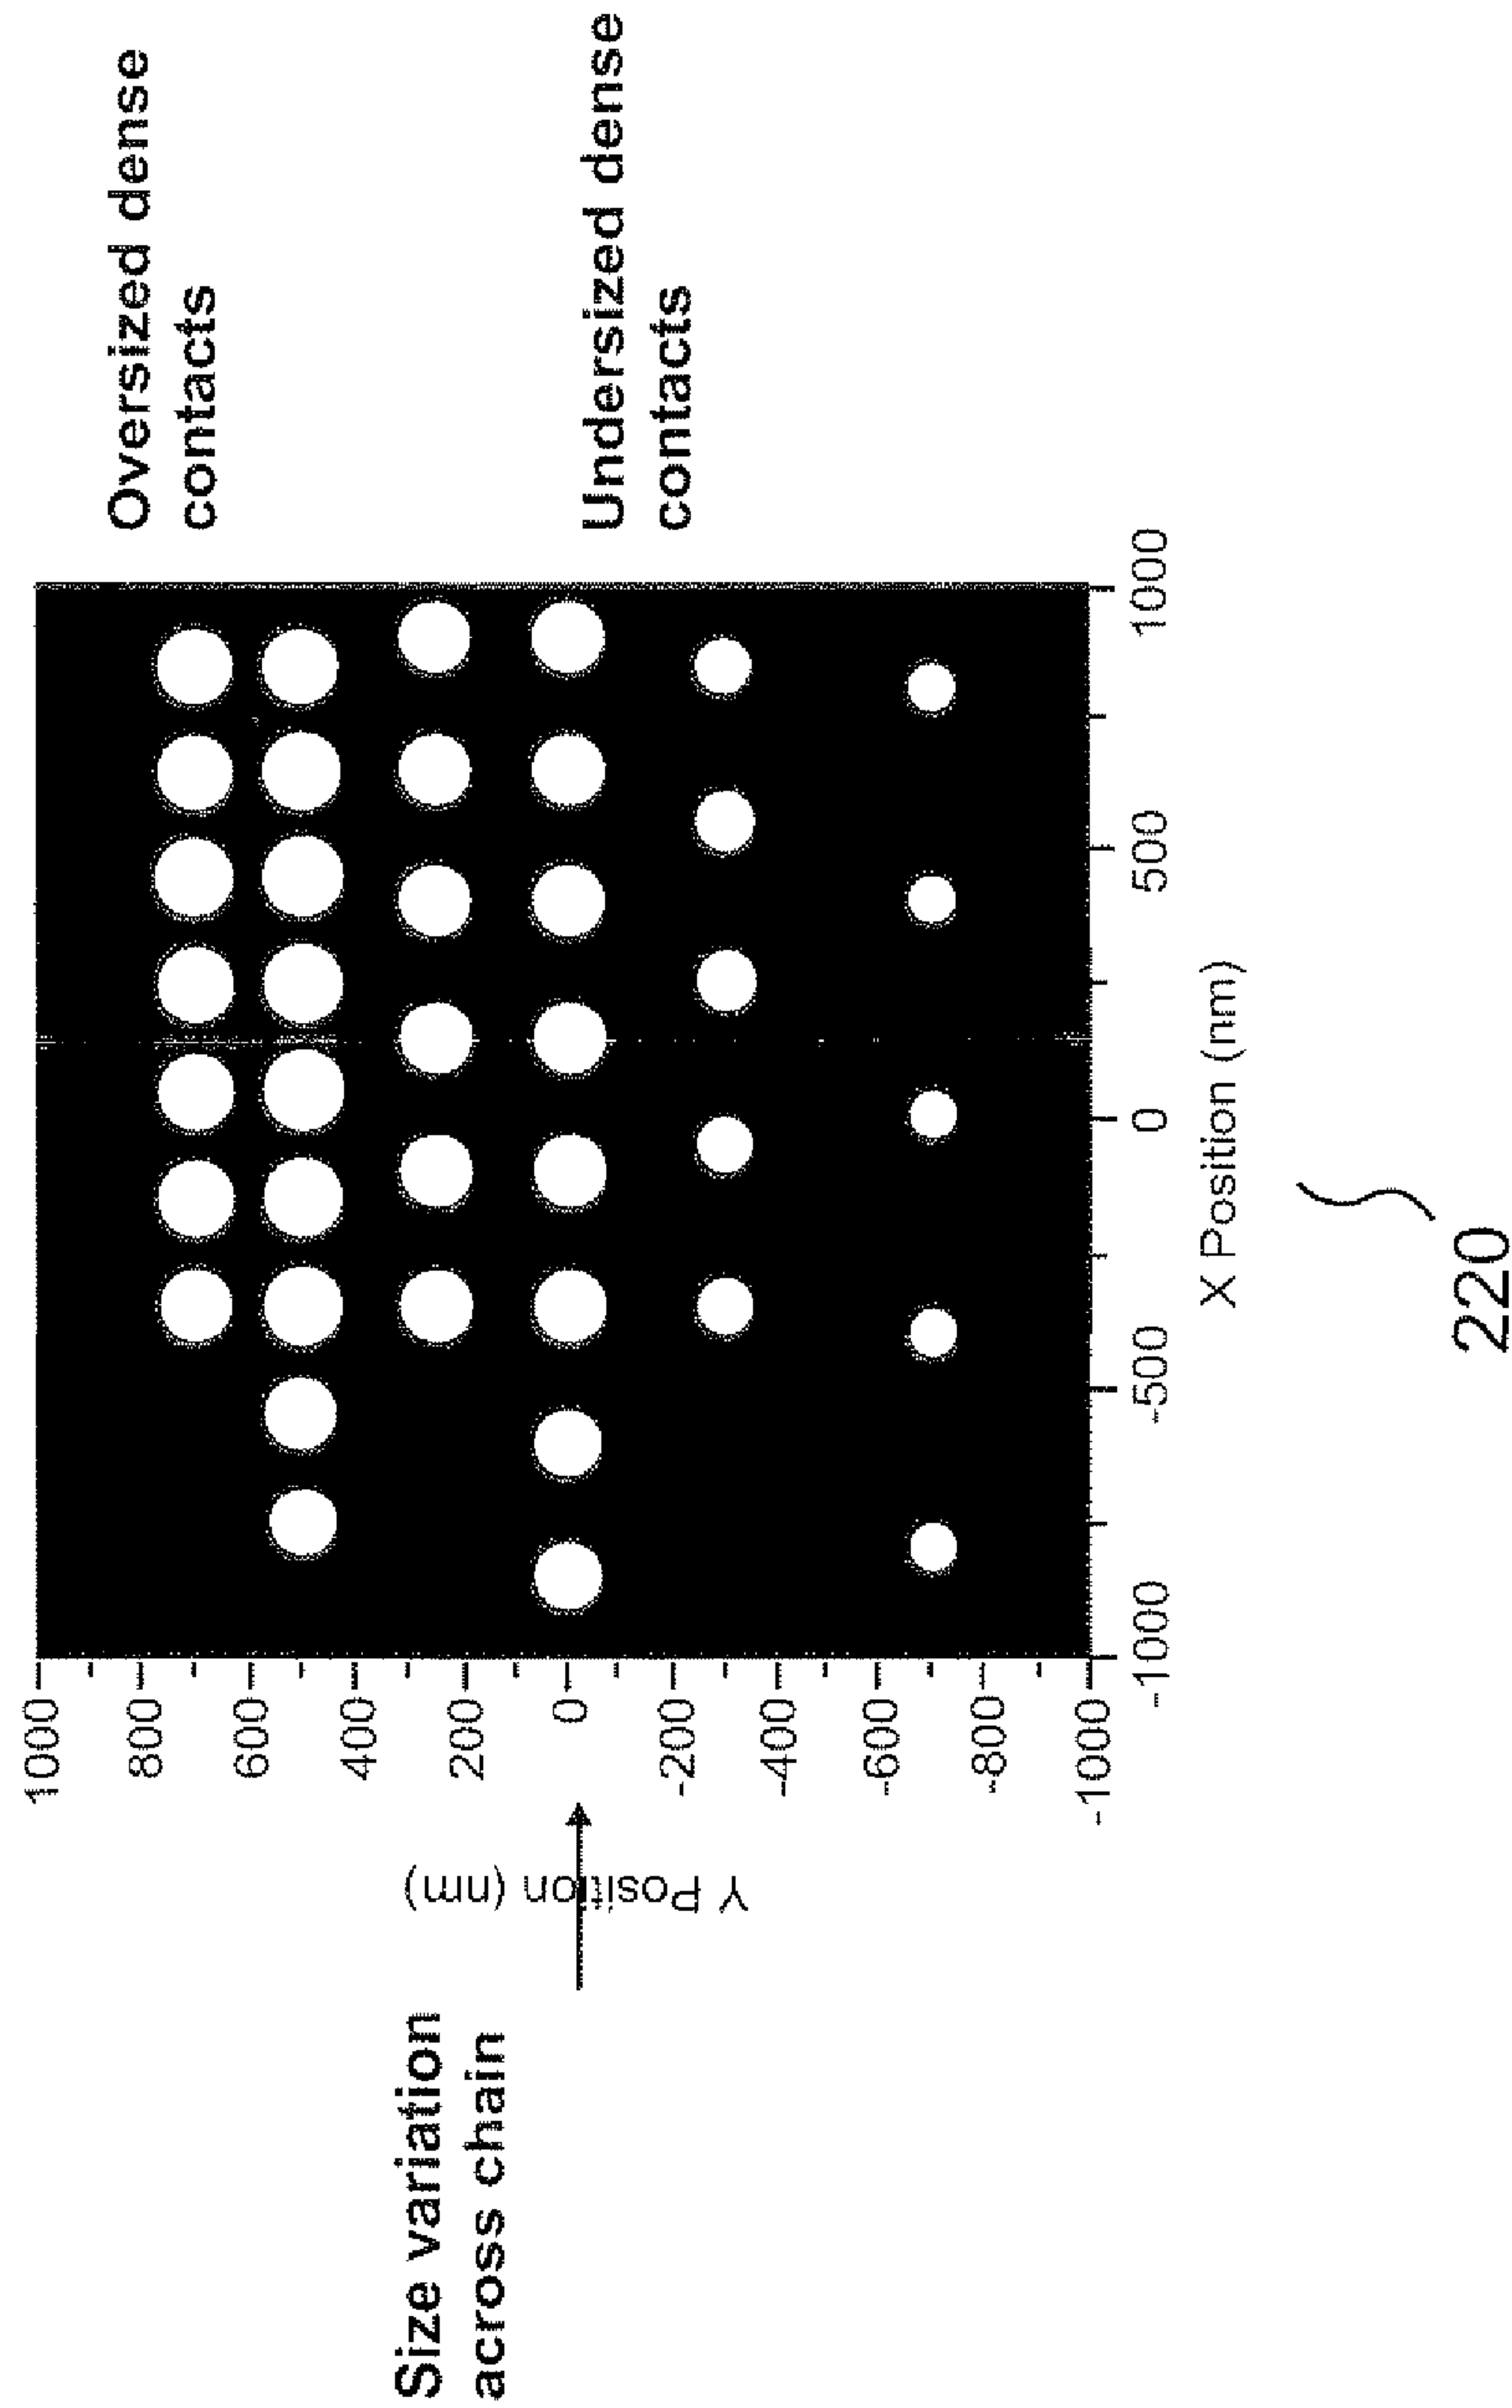 Oversized dense
contacts
Undersized dense
contacts
Size variation
across chain
Y Position (nm)
1000
800
600
400
200
0
-200
-400
-600
-800
-1000
-1000
-500
0
500
1000
X Position (nm)
220